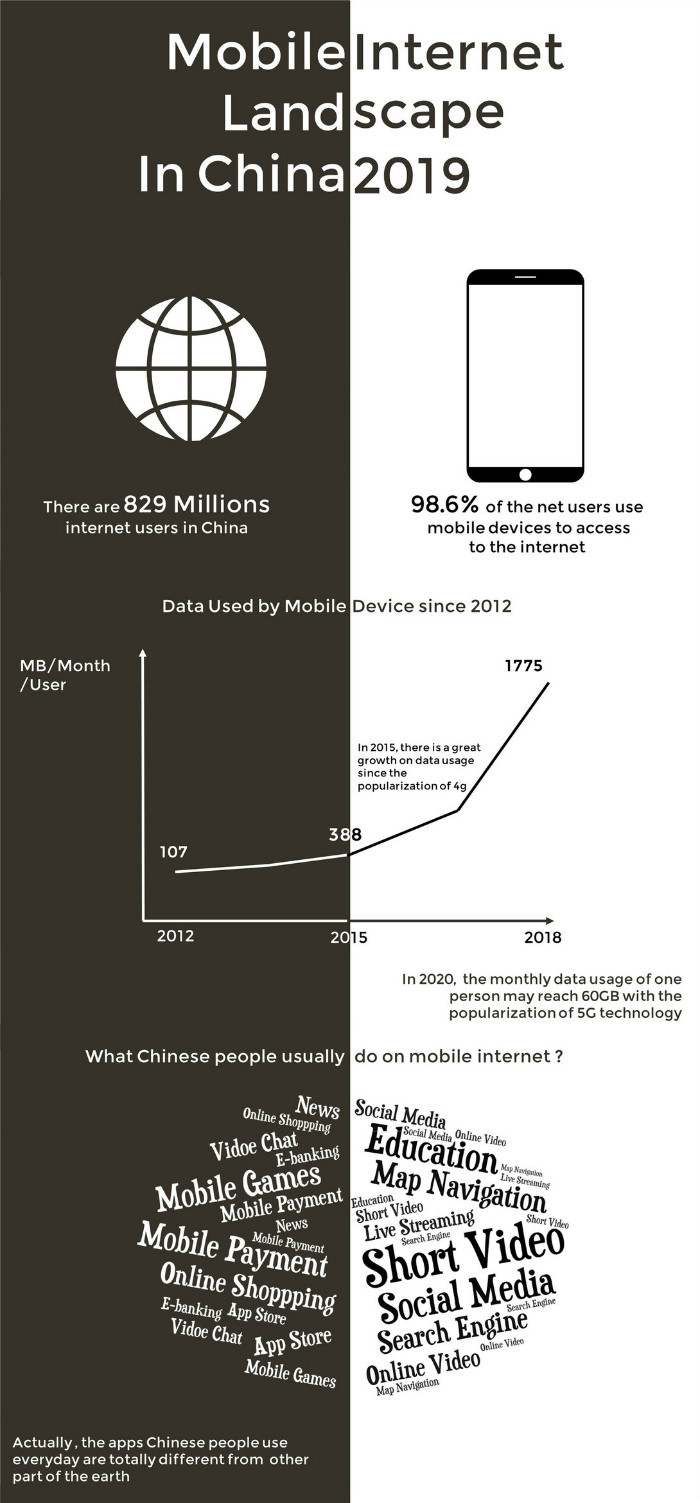 Mobile Internet
Landscape
In China 2019
There are 829 Millions
internet users in China
98.6% of the net users use
mobile devices to access
to the internet
Data Used by Mobile Device since 2012
MB/Month
/User
1775
In 2015, there is a great
growth on data usage
since the
popularization of 4g
388
107
2012
2015
2018
In 2020, the monthly data usage of one
person may reach 60GB with the
popularization of 5G technology
What Chinese people usually do on mobile internet ?
News
Online Shoppping
Vidoe Chat
E-banking
Mobile Games
Mobile Payment
News
Mobile Payment
Mobile Payment
Online Shoppping
E-banking
App Store
Vidoe Chat
App Store
Mobile Games
Social Media
Social Media
Online Video
Education
Map Navigation
Live Streaming
Map Navigation
Education
Short Video
Short Video
Live Streaming
Search Engine
Short Video
Social Media
Search Engine
Search Engine
Online Video
Online Video
Map Navigation
Actually, the apps Chinese people use
everyday are totally different from other
part of the earth